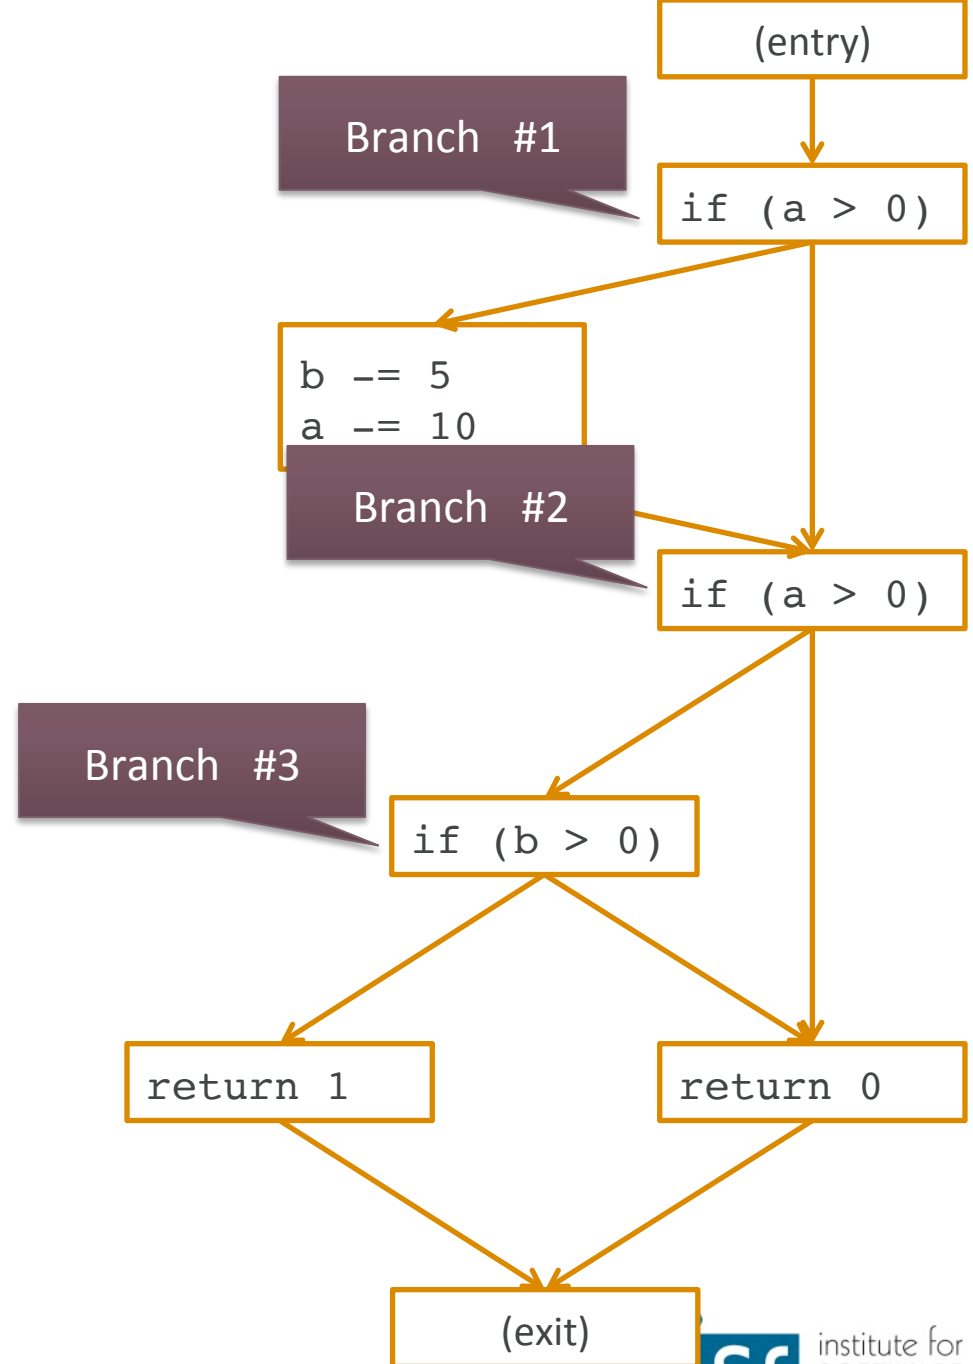 (entry)
Branch #1
if (a > 0)
b -= 5
a -= 10
Branch #2
if (a > 0)
Branch #3
if (b > 0)
return 1
return 0
(exit)
institute for